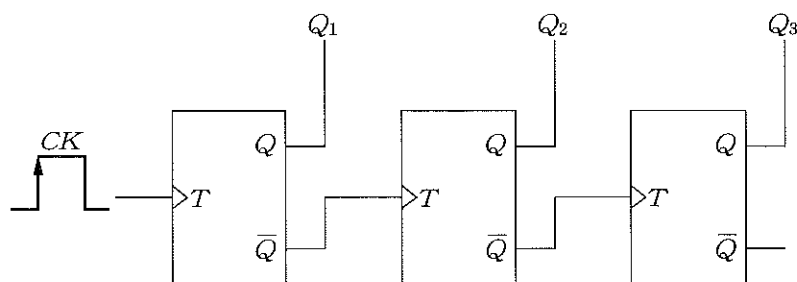 Q₁ Q₂ Q₃
CK
Q Q Q
T T T
Q̅ Q̅ Q̅